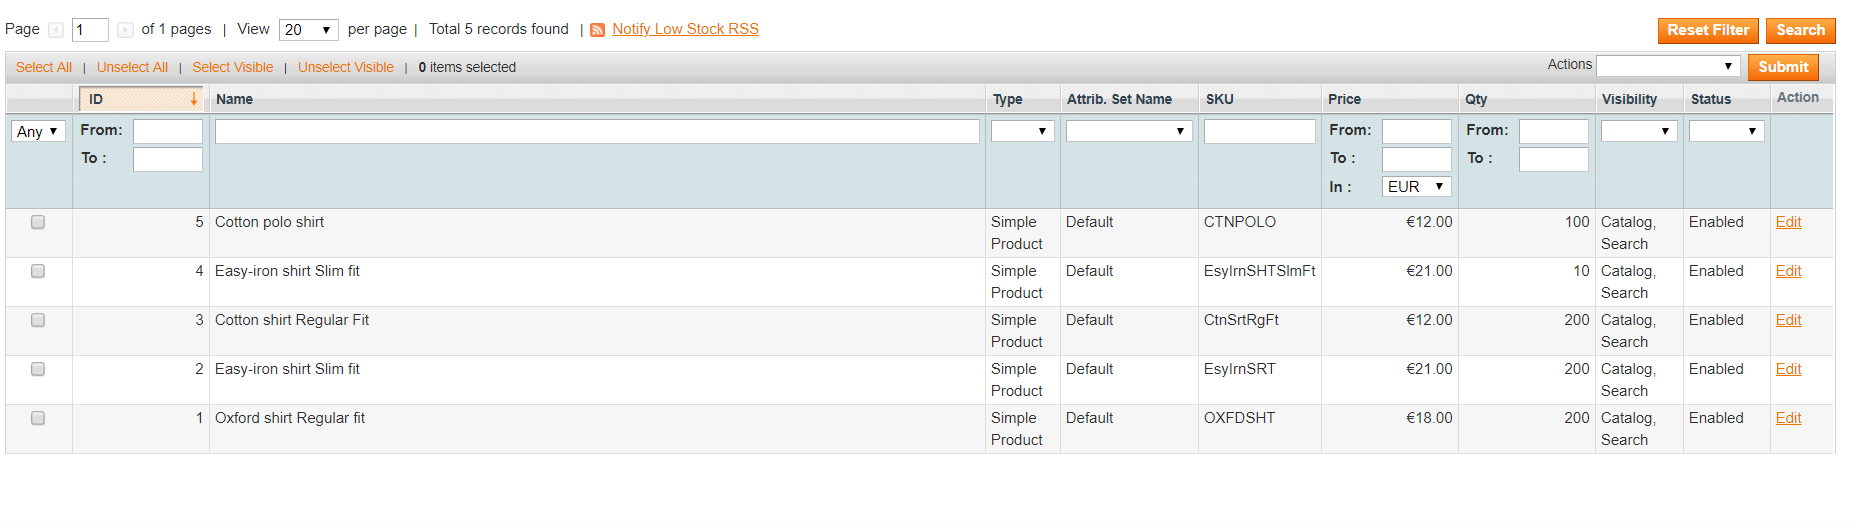 Page 1 of 1 pages | View 20 per page | Total 5 records found | Notify Low Stock RSS Reset Filter Search
Select All | Unselect All | Select Visible | Unselect Visible | 0 items selected Actions Submit
ID Name Type Attrib. Set Name SKU Price Qty Visibility Status Action
Any From: From: From:
To : To : To :
In : EUR
5 Cotton polo shirt Simple Default CTNPOLO €12.00 100 Catalog, Enabled Edit
Product Search
4 Easy-iron shirt Slim fit Simple Default EsyIrnSHTSlmFt €21.00 10 Catalog, Enabled Edit
Product Search
3 Cotton shirt Regular Fit Simple Default CtnSrtRgFt €12.00 200 Catalog, Enabled Edit
Product Search
2 Easy-iron shirt Slim fit Simple Default EsyIrnSRT €21.00 200 Catalog, Enabled Edit
Product Search
1 Oxford shirt Regular fit Simple Default OXFDSHT €18.00 200 Catalog, Enabled Edit
Product Search